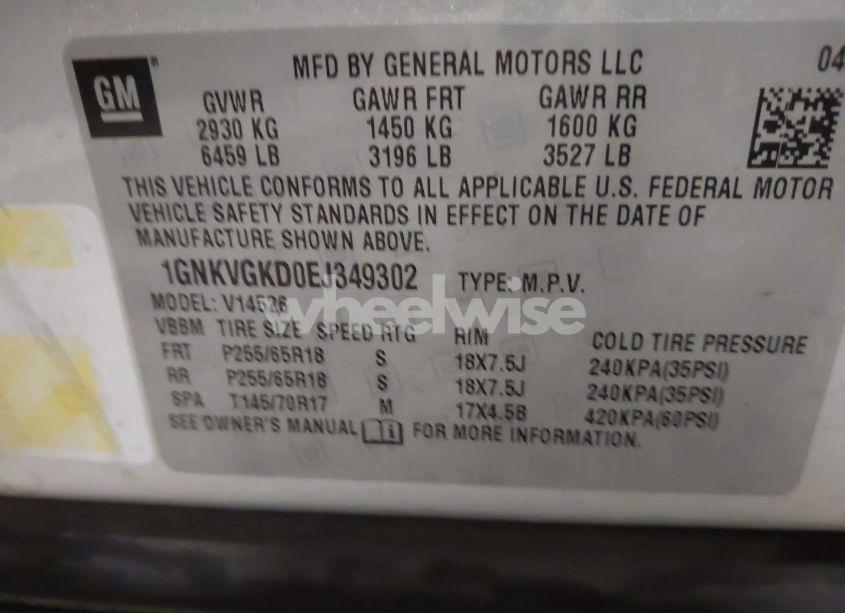 GM
MFD BY GENERAL MOTORS LLC 04
GVWR GAWR FRT GAWR RR
2930 KG 1450 KG 1600 KG
6459 LB 3196 LB 3527 LB
THIS VEHICLE CONFORMS TO ALL APPLICABLE U.S. FEDERAL MOTOR
VEHICLE SAFETY STANDARDS IN EFFECT ON THE DATE OF
MANUFACTURE SHOWN ABOVE.
1GNKVGKD0EJ349302 TYPE: M.P.V.
wheelwise
MODEL: V14526
VBBM TIRE SIZE SPEED RTG RIM COLD TIRE PRESSURE
FRT P255/65R18 S 18X7.5J 240KPA(35PSI)
RR P255/65R18 S 18X7.5J 240KPA(35PSI)
SPA T145/70R17 M 17X4.5B 420KPA(60PSI)
SEE OWNER'S MANUAL FOR MORE INFORMATION.